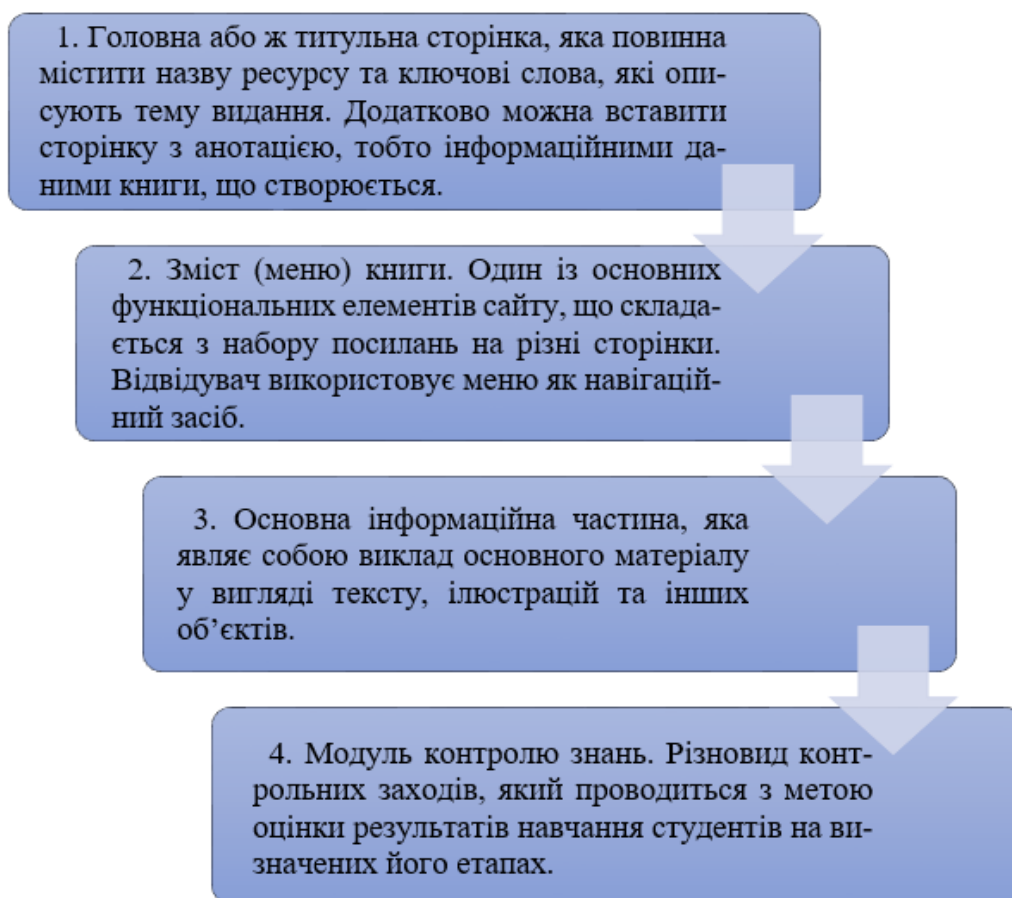 1. Головна або ж титульна сторінка, яка повинна
містити назву ресурсу та ключові слова, які опи-
сують тему видання. Додатково можна вставити
сторінку з анотацією, тобто інформаційними да-
ними книги, що створюється.
2. Зміст (меню) книги. Один із основних
функціональних елементів сайту, що склада-
ється з набору посилань на різні сторінки.
Відвідувач використовує меню як навігацій-
ний засіб.
3. Основна інформаційна частина, яка
являє собою виклад основного матеріалу
у вигляді тексту, ілюстрацій та інших
об’єктів.
4. Модуль контролю знань. Різновид конт-
рольних заходів, який проводиться з метою
оцінки результатів навчання студентів на ви-
значених його етапах.